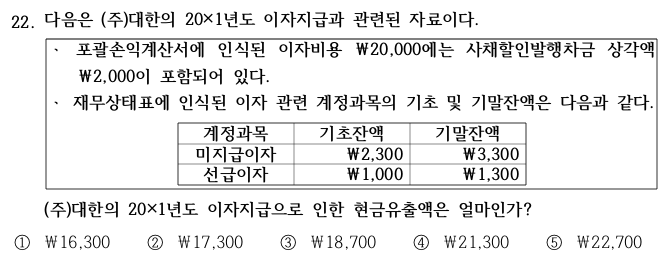 22. 다음은 (주)대한의 20×1년도 이자지급과 관련된 자료이다.
、 포괄손익계산서에 인식된 이자비용 ₩20,000에는 사채할인발행차금 상각액
₩2,000이 포함되어 있다.
、 재무상태표에 인식된 이자 관련 계정과목의 기초 및 기말잔액은 다음과 같다.
계정과목 기초잔액 기말잔액
미지급이자 ₩2,300 ₩3,300
선급이자 ₩1,000 ₩1,300
(주)대한의 20×1년도 이자지급으로 인한 현금유출액은 얼마인가?
① ₩16,300 ② ₩17,300 ③ ₩18,700 ④ ₩21,300 ⑤ ₩22,700